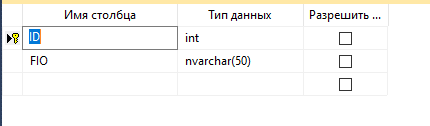 Имя столбца Тип данных Разрешить ...
ID int
FIO nvarchar(50)